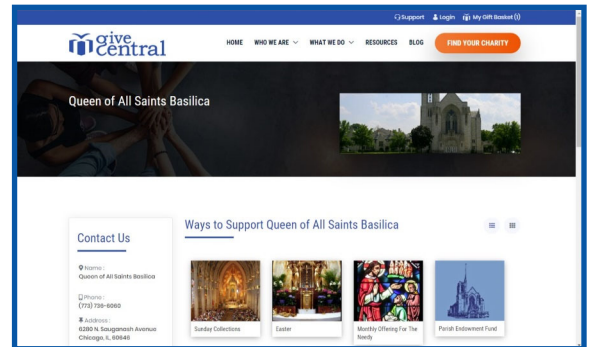 Support Login My Gift Basket (1)
give central
HOME WHO WE ARE WHAT WE DO RESOURCES BLOG FIND YOUR CHARITY
Queen of All Saints Basilica
Contact Us
Name :
Queen of All Saints Basilica
Phone :
(773) 736-6060
Address :
6280 N. Sauganash Avenue
Chicago, IL, 60646
Ways to Support Queen of All Saints Basilica
Sunday Collections
Easter
Monthly Offering For The
Needy
Parish Endowment Fund